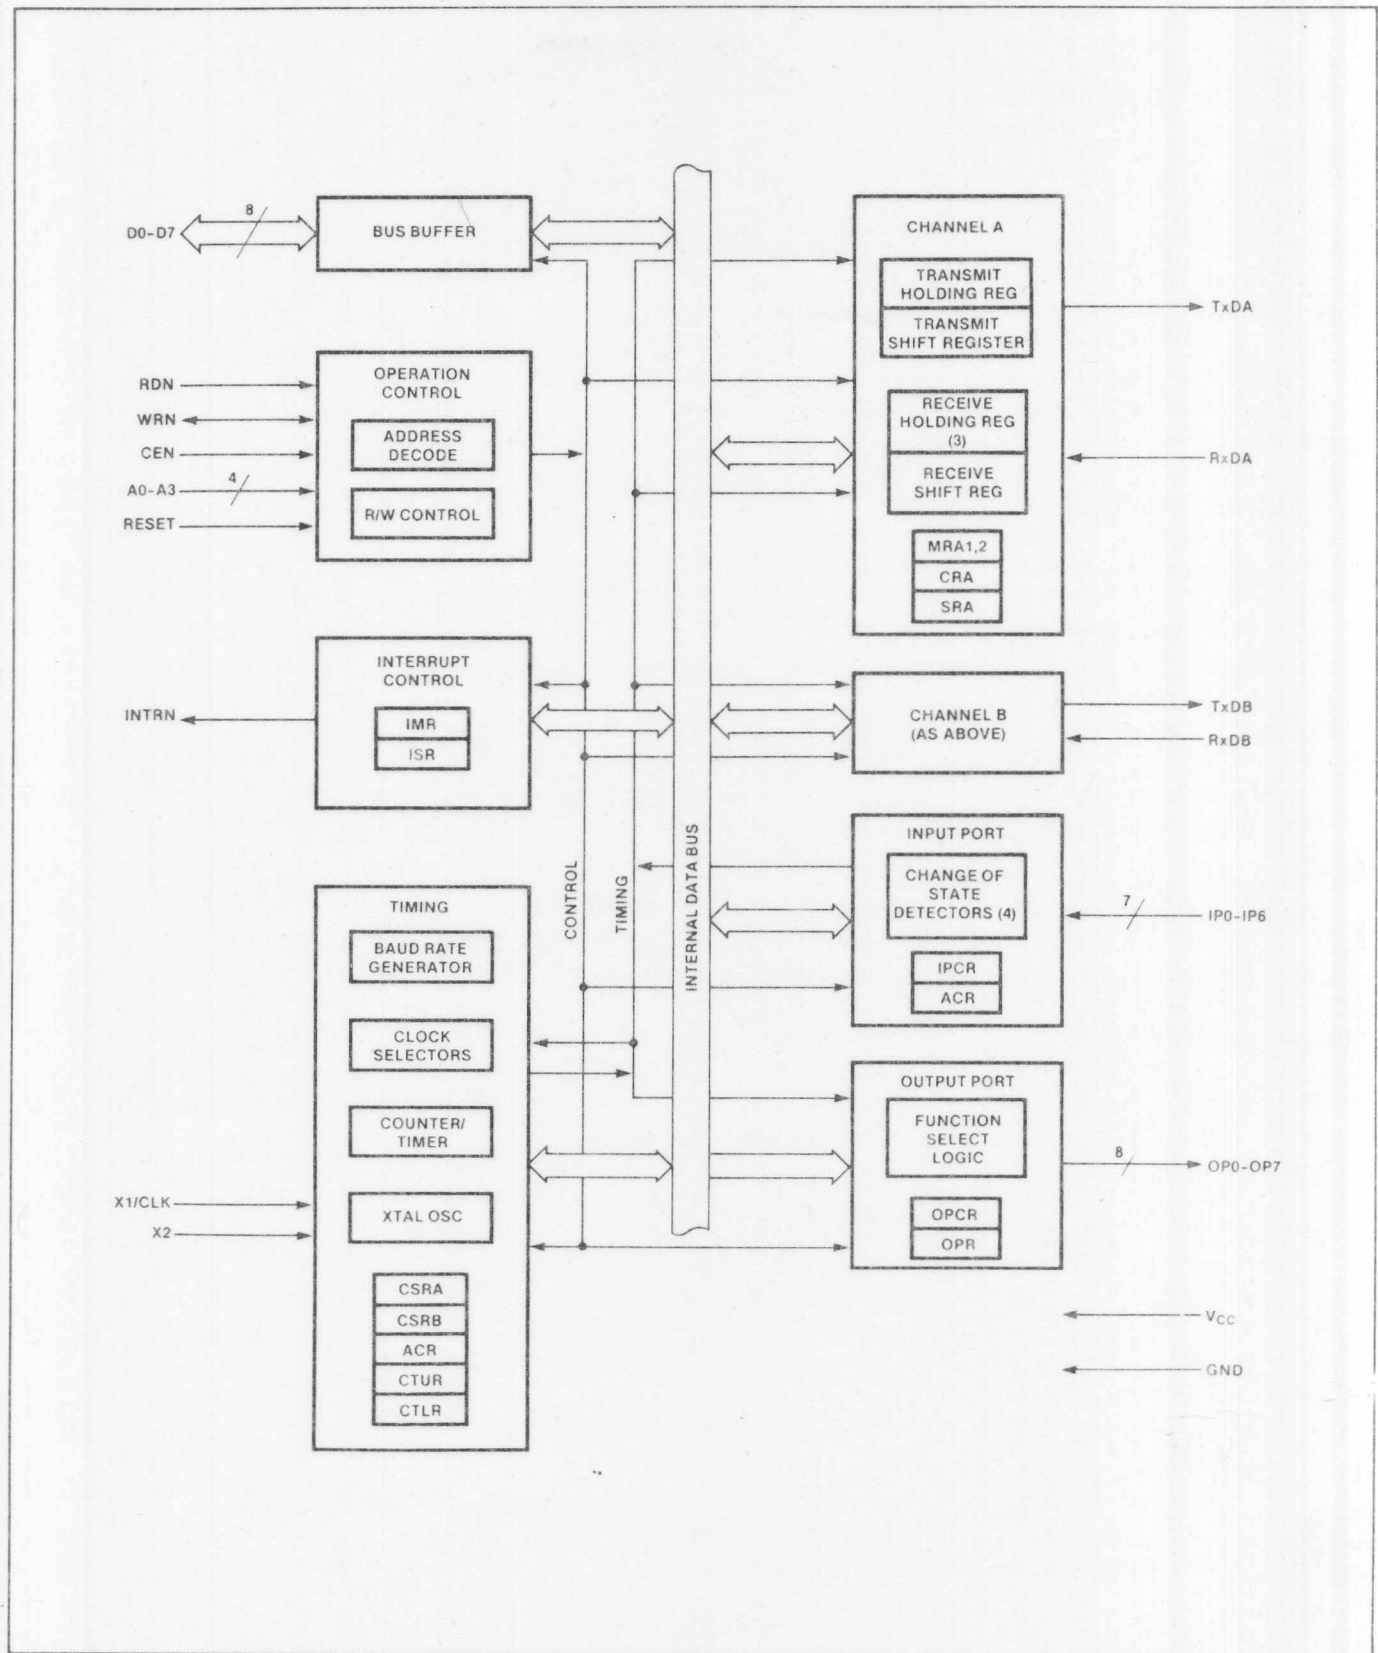 D0-D7
8
BUS BUFFER
RDN
WRN
CEN
A0-A3
4
RESET
OPERATION
CONTROL
ADDRESS
DECODE
R/W CONTROL
INTRN
INTERRUPT
CONTROL
IMR
ISR
X1/CLK
X2
TIMING
BAUD RATE
GENERATOR
CLOCK
SELECTORS
COUNTER/
TIMER
XTAL OSC
CSRA
CSRB
ACR
CTUR
CTLR
CONTROL
TIMING
INTERNAL DATA BUS
CHANNEL A
TRANSMIT
HOLDING REG
TRANSMIT
SHIFT REGISTER
RECEIVE
HOLDING REG
(3)
RECEIVE
SHIFT REG
MRA1,2
CRA
SRA
TxDA
RxDA
CHANNEL B
(AS ABOVE)
TxDB
RxDB
INPUT PORT
CHANGE OF
STATE
DETECTORS (4)
IPCR
ACR
7
IP0-IP6
OUTPUT PORT
FUNCTION
SELECT
LOGIC
OPCR
OPR
8
OP0-OP7
VCC
GND